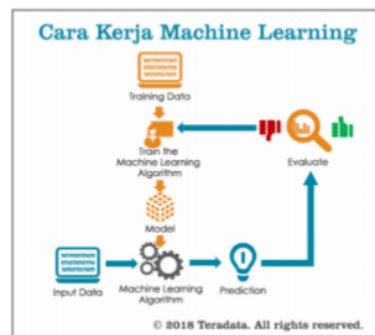 Cara Kerja Machine Learning
Training Data
Train the
Machine Learning
Algorithm
Evaluate
Model
Input Data
Machine Learning
Algorithm
Prediction
© 2018 Teradata. All rights reserved.